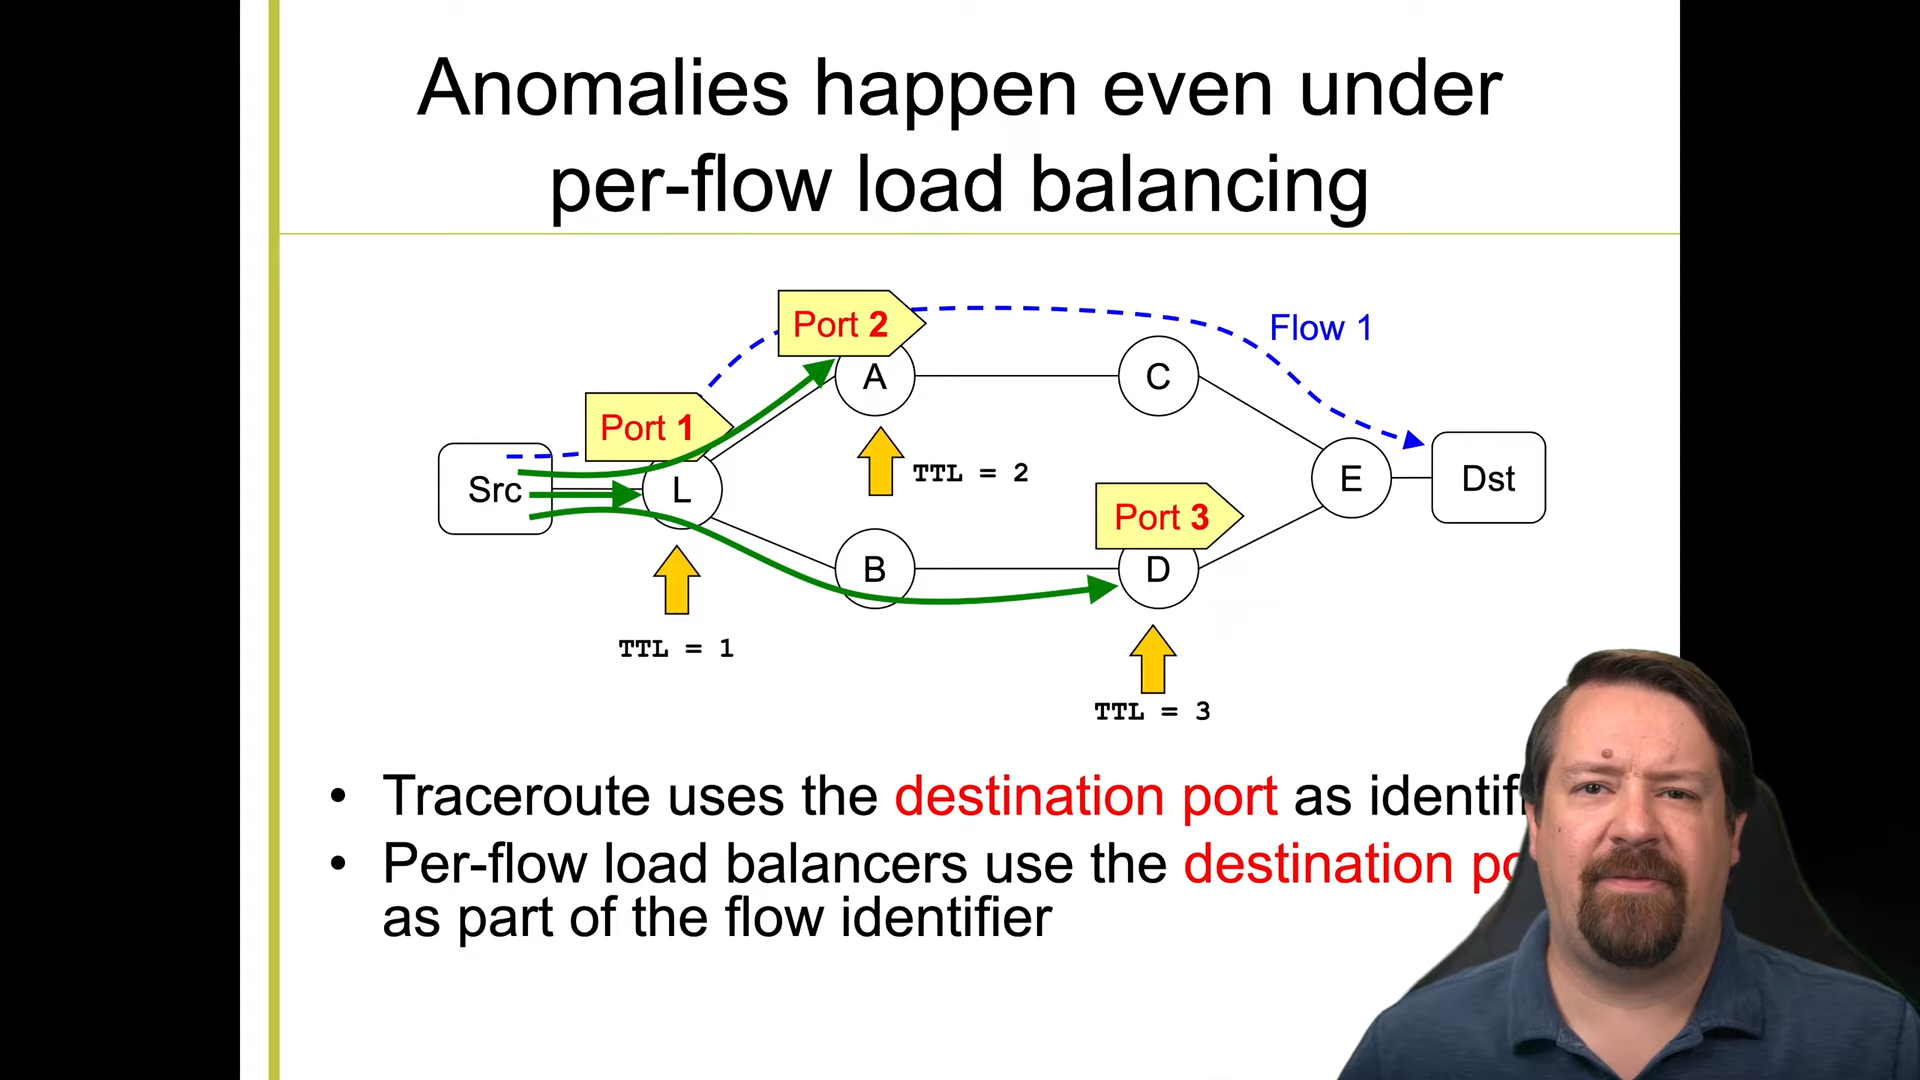 Anomalies happen even under
per-flow load balancing
Port 2
Flow 1
A
C
Port 1
Src
L
TTL = 2
E
Dst
Port 3
B
D
TTL = 1
TTL = 3
• Traceroute uses the destination port as
• Per-flow load balancers use the destination
as part of the flow identifier